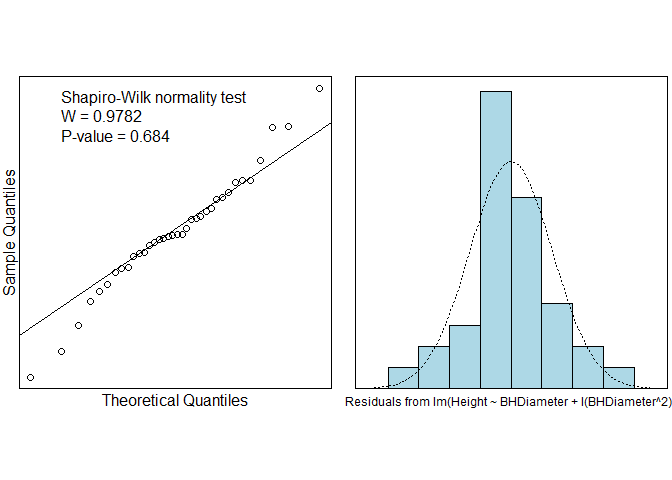 Shapiro-Wilk normality test
W = 0.9782
P-value = 0.684
Sample Quantiles
Theoretical Quantiles
Residuals from lm(Height ~ BHDiameter + I(BHDiameter^2)